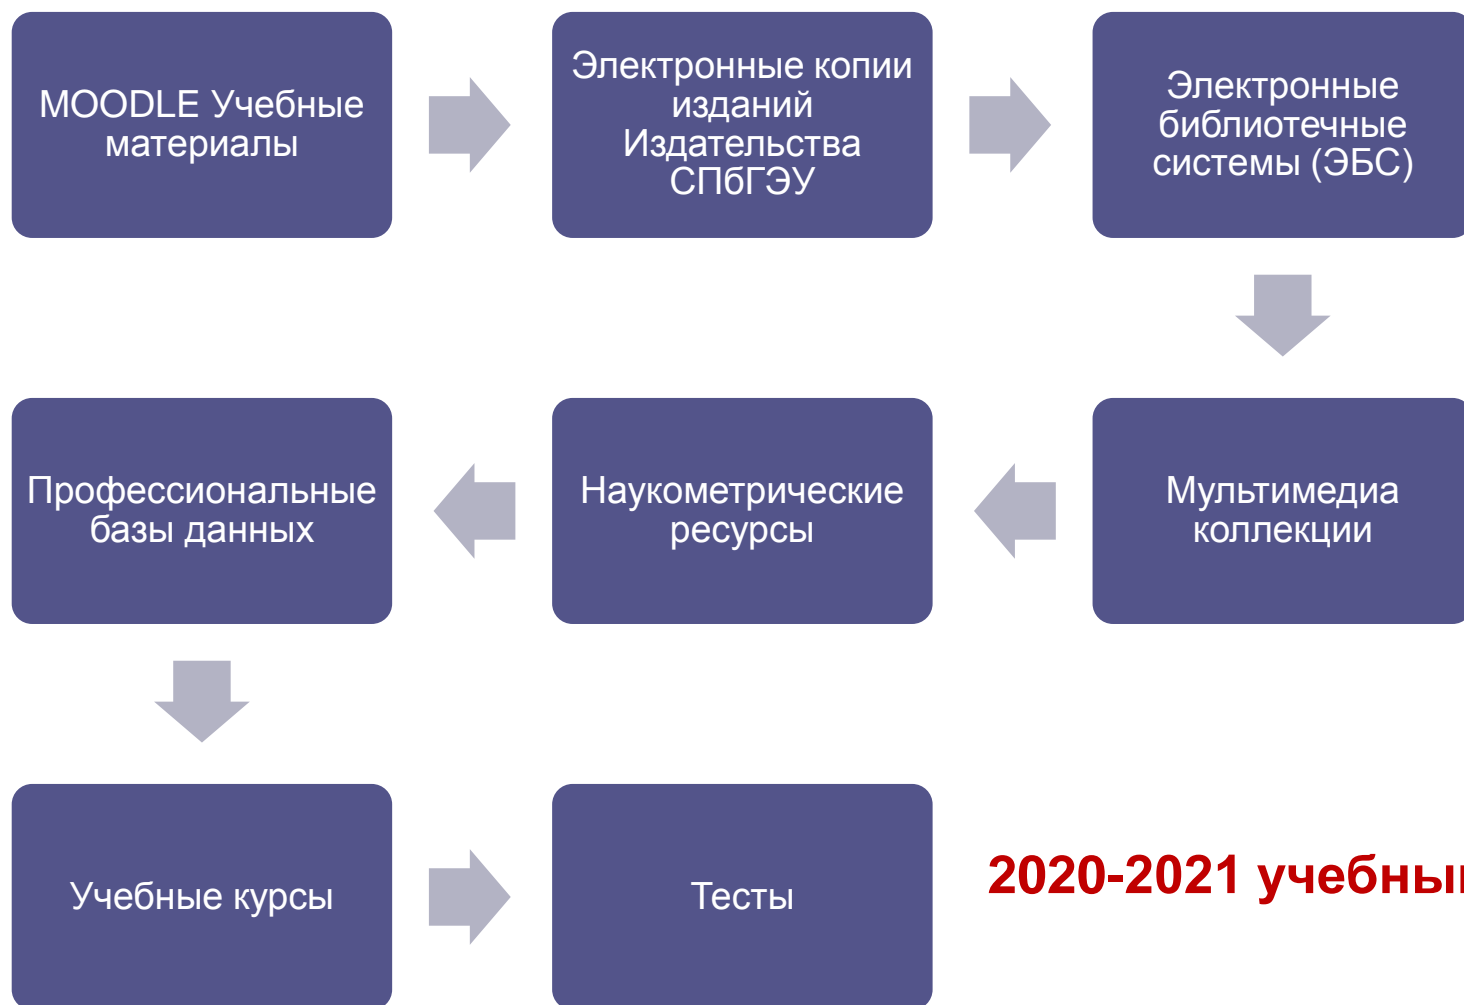 MOODLE Учебные
материалы
Электронные копии
изданий
Издательства
СПбГЭУ
Электронные
библиотечные
системы (ЭБС)
Мультимедиа
коллекции
Наукометрические
ресурсы
Профессиональные
базы данных
Учебные курсы
Тесты
2020-2021